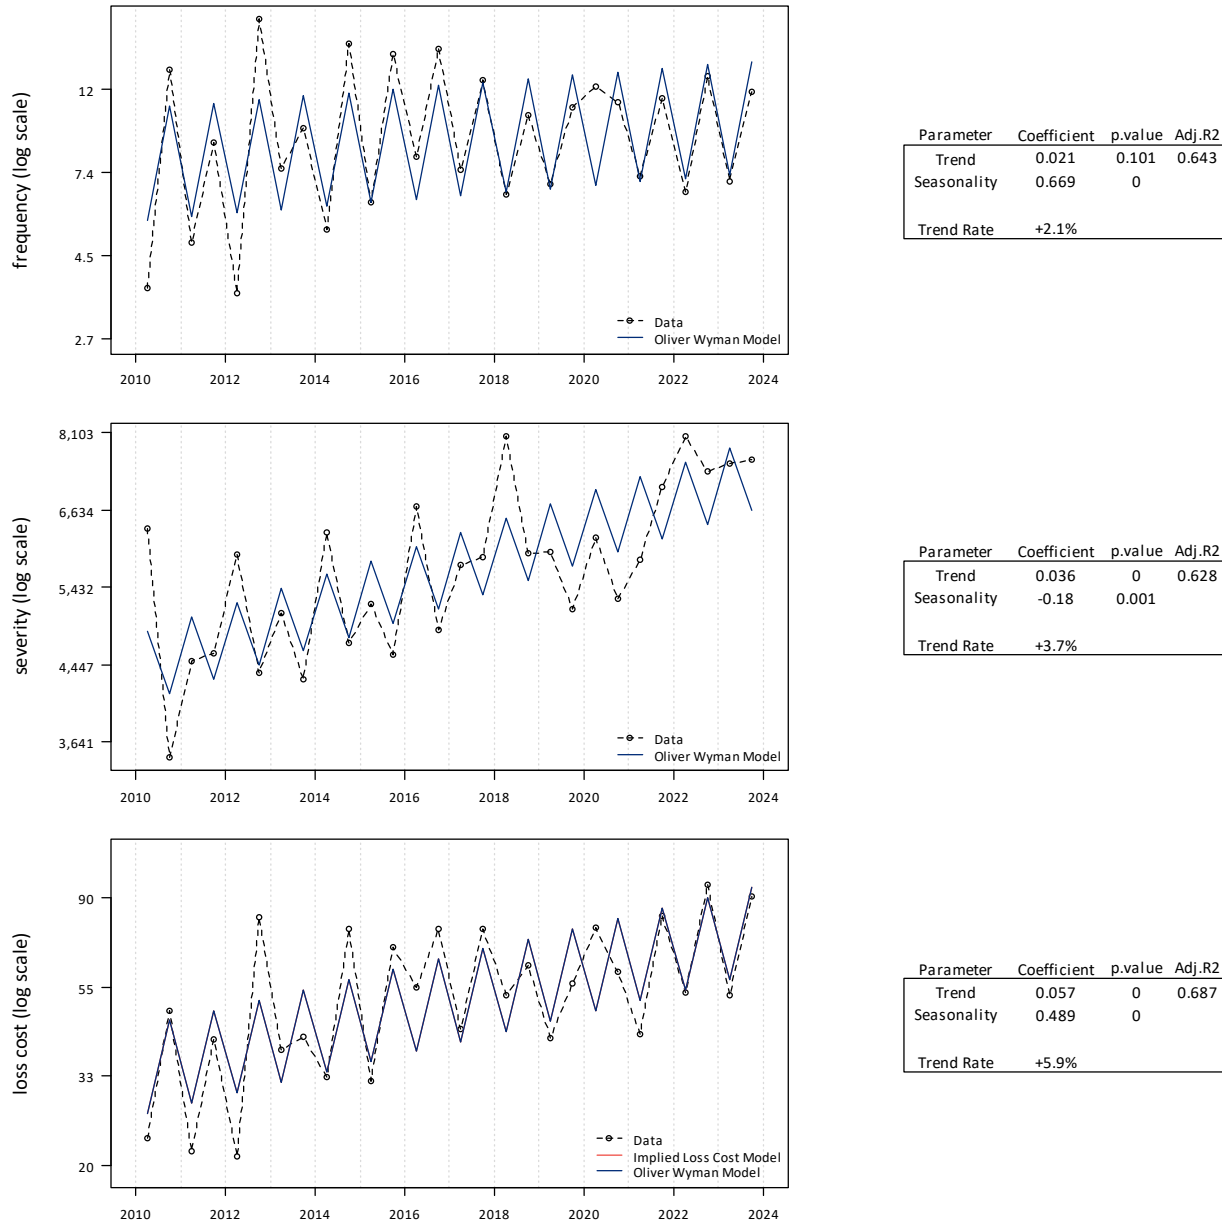 frequency (log scale)
12
7.4
4.5
2.7
Data
Oliver Wyman Model
2010 2012 2014 2016 2018 2020 2022 2024
Parameter Coefficient p.value Adj.R2
Trend 0.021 0.101 0.643
Seasonality 0.669 0
Trend Rate +2.1%
severity (log scale)
8,103
6,634
5,432
4,447
3,641
Data
Oliver Wyman Model
2010 2012 2014 2016 2018 2020 2022 2024
Parameter Coefficient p.value Adj.R2
Trend 0.036 0 0.628
Seasonality -0.18 0.001
Trend Rate +3.7%
loss cost (log scale)
90
55
33
20
Data
Implied Loss Cost Model
Oliver Wyman Model
2010 2012 2014 2016 2018 2020 2022 2024
Parameter Coefficient p.value Adj.R2
Trend 0.057 0 0.687
Seasonality 0.489 0
Trend Rate +5.9%